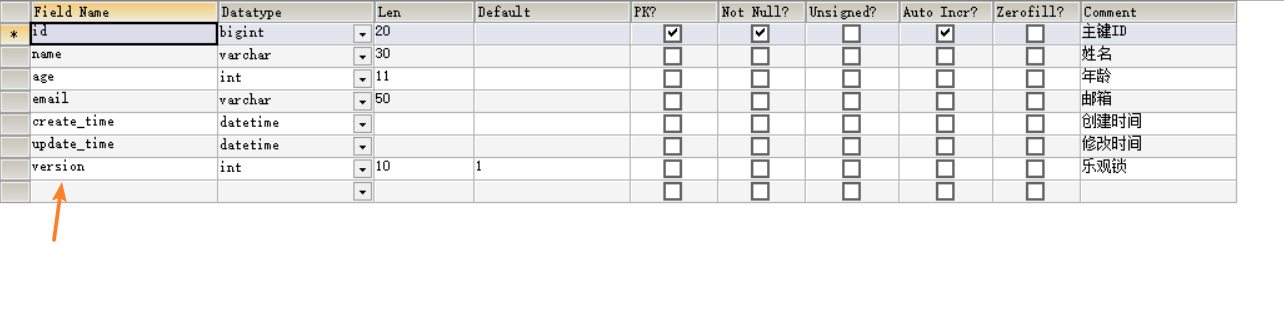 Field Name Datatype Len Default PK? Not Null? Unsigned? Auto Incr? Zerofill? Comment
* id bigint 20 主键ID
name varchar 30 姓名
age int 11 年龄
email varchar 50 邮箱
create_time datetime 创建时间
update_time datetime 修改时间
version int 10 1 乐观锁